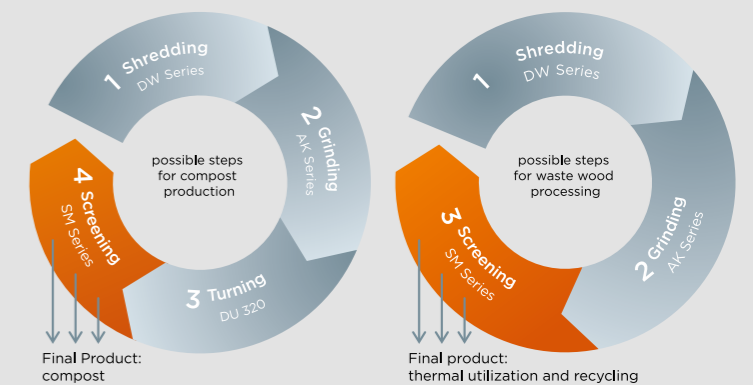 1 Shredding
DW Series
2 Grinding
AK Series
3 Turning
DU 320
4 Screening
SM Series
possible steps
for compost
production
Final Product:
compost
1 Shredding
DW Series
2 Grinding
AK Series
3 Screening
SM Series
possible steps
for waste wood
processing
Final product:
thermal utilization and recycling